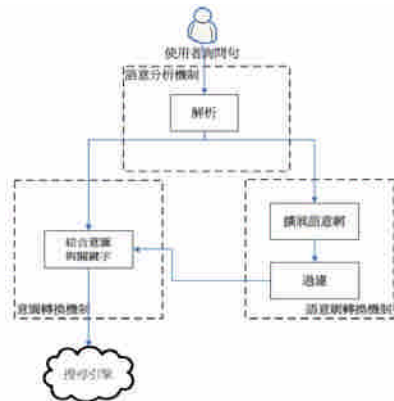 使用者詢問句
語意分析機制
解析
擴展語意網
綜合意圖
與關鍵字
過濾
意圖轉換機制
語意網轉換機制
搜尋引擎